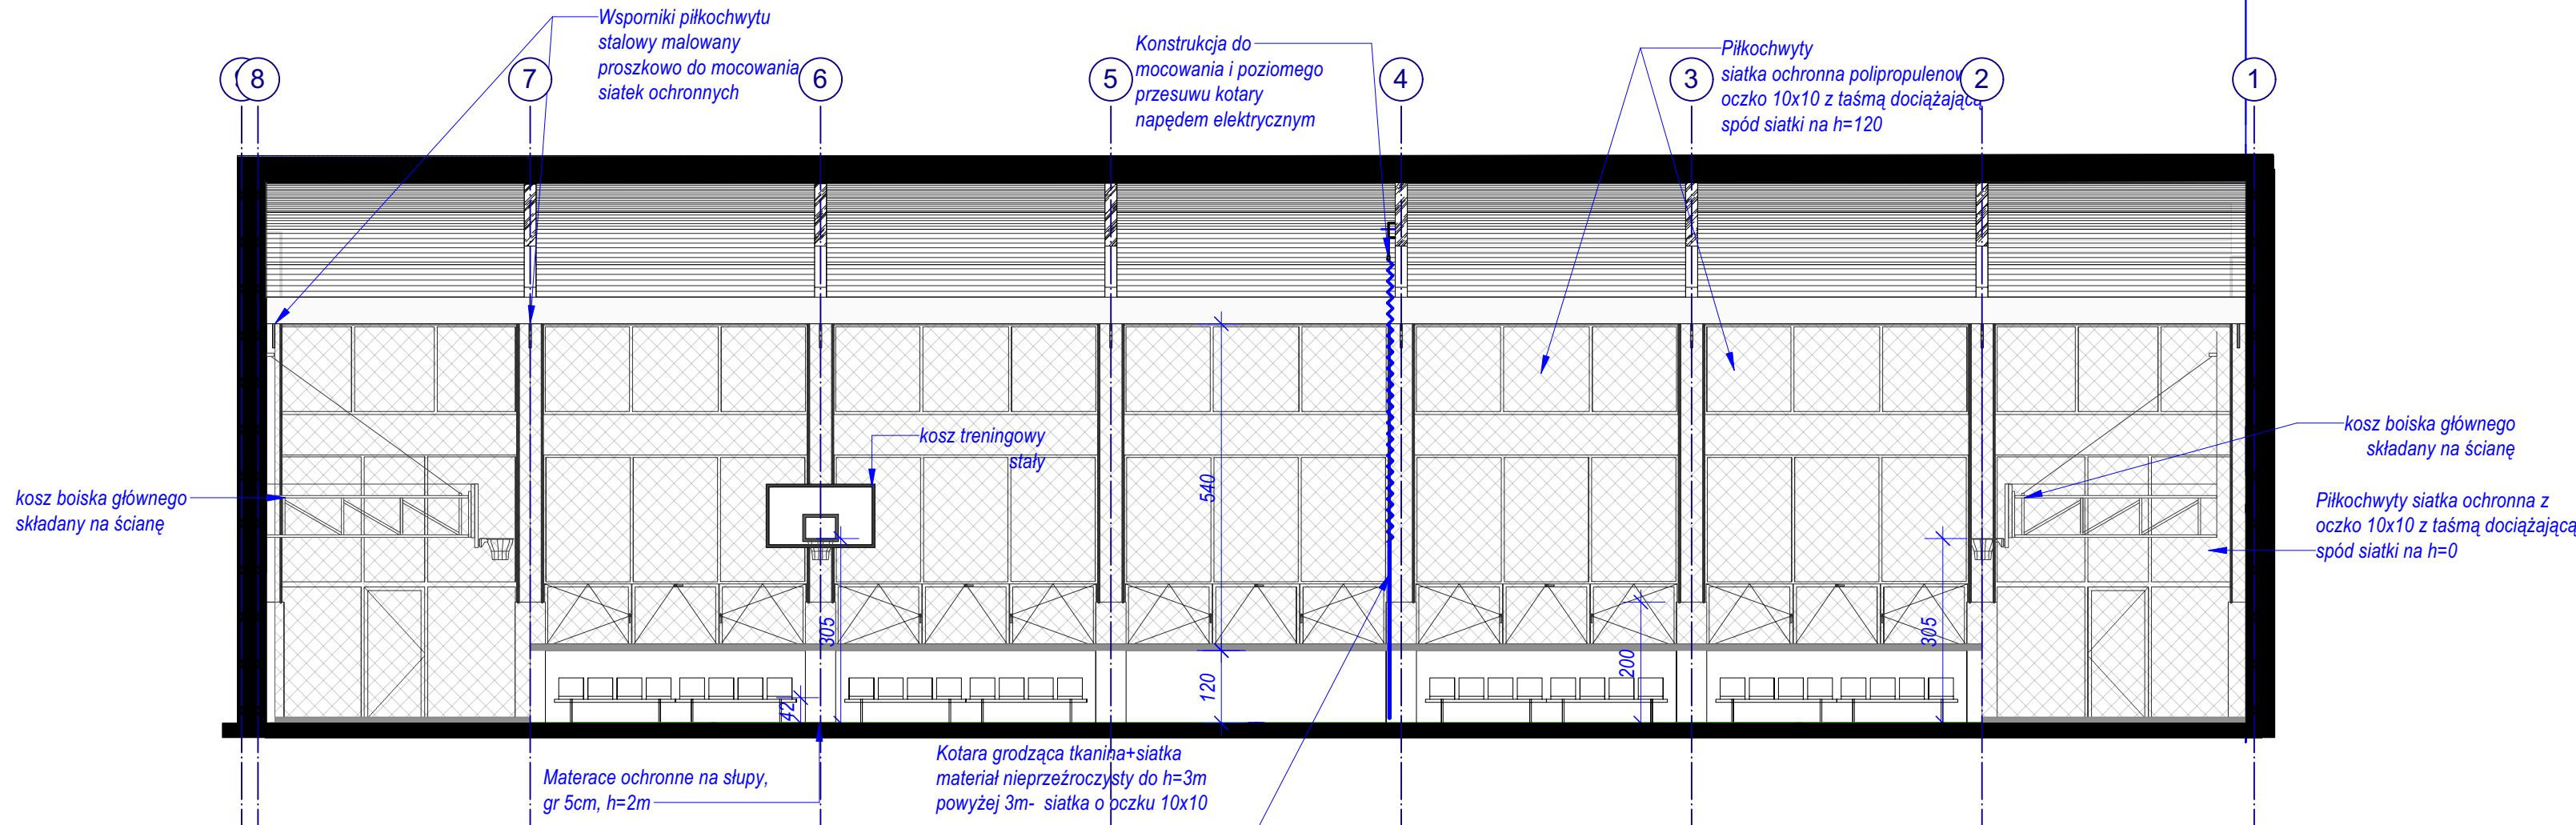 Wsporniki piłkochwytu
stalowy malowany
proszkowo do mocowania
siatek ochronnych
Konstrukcja do
mocowania i poziomego
przesuwu kotary
napędem elektrycznym
Piłkochwyty
siatka ochronna polipropulenow
oczko 10x10 z taśmą dociążającą
spód siatki na h=120
8
7
6
5
4
3
2
1
kosz treningowy
stały
kosz boiska głównego
składany na ścianę
kosz boiska głównego
składany na ścianę
Piłkochwyty siatka ochronna z
oczko 10x10 z taśmą dociążającą
spód siatki na h=0
540
305
305
200
120
42
Materace ochronne na słupy,
gr 5cm, h=2m
Kotara grodząca tkanina+siatka
materiał nieprzeźroczysty do h=3m
powyżej 3m- siatka o oczku 10x10